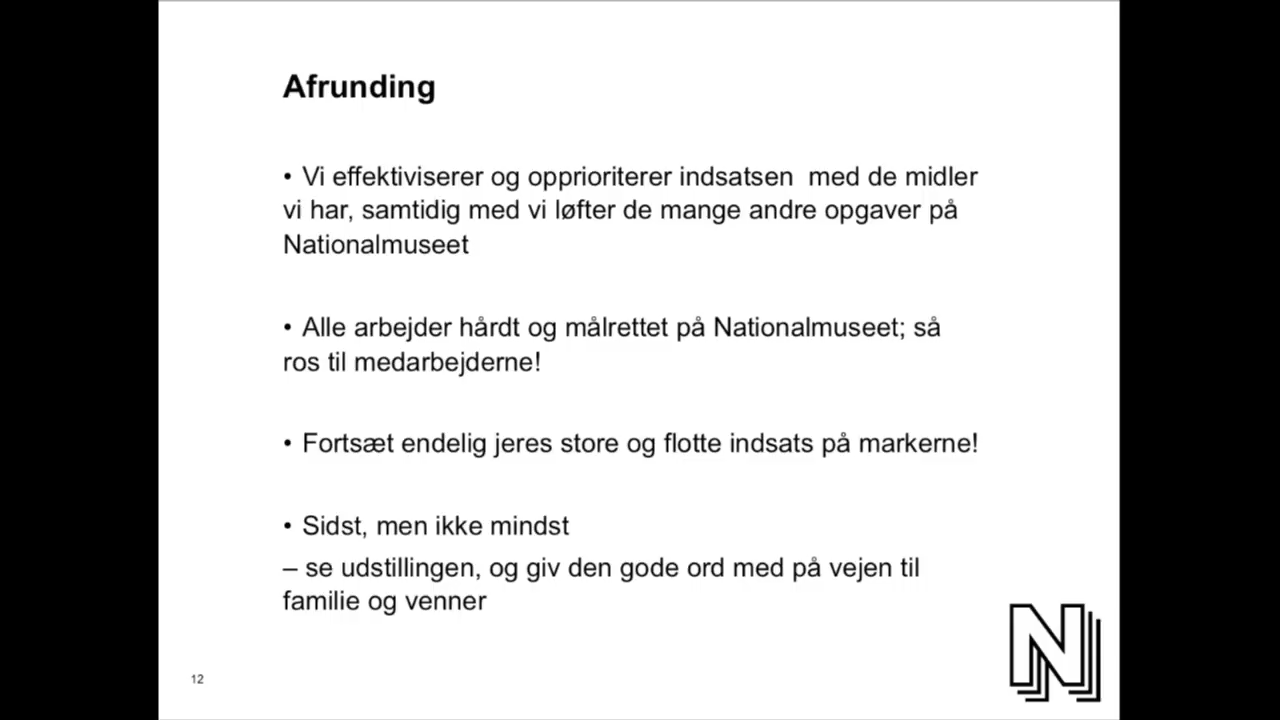 Afrunding
• Vi effektiviserer og opprioriterer indsatsen  med de midler
vi har, samtidig med vi løfter de mange andre opgaver på
Nationalmuseet
• Alle arbejder hårdt og målrettet på Nationalmuseet; så
ros til medarbejderne!
• Fortsæt endelig jeres store og flotte indsats på markerne!
• Sidst, men ikke mindst
– se udstillingen, og giv den gode ord med på vejen til
familie og venner
12
N